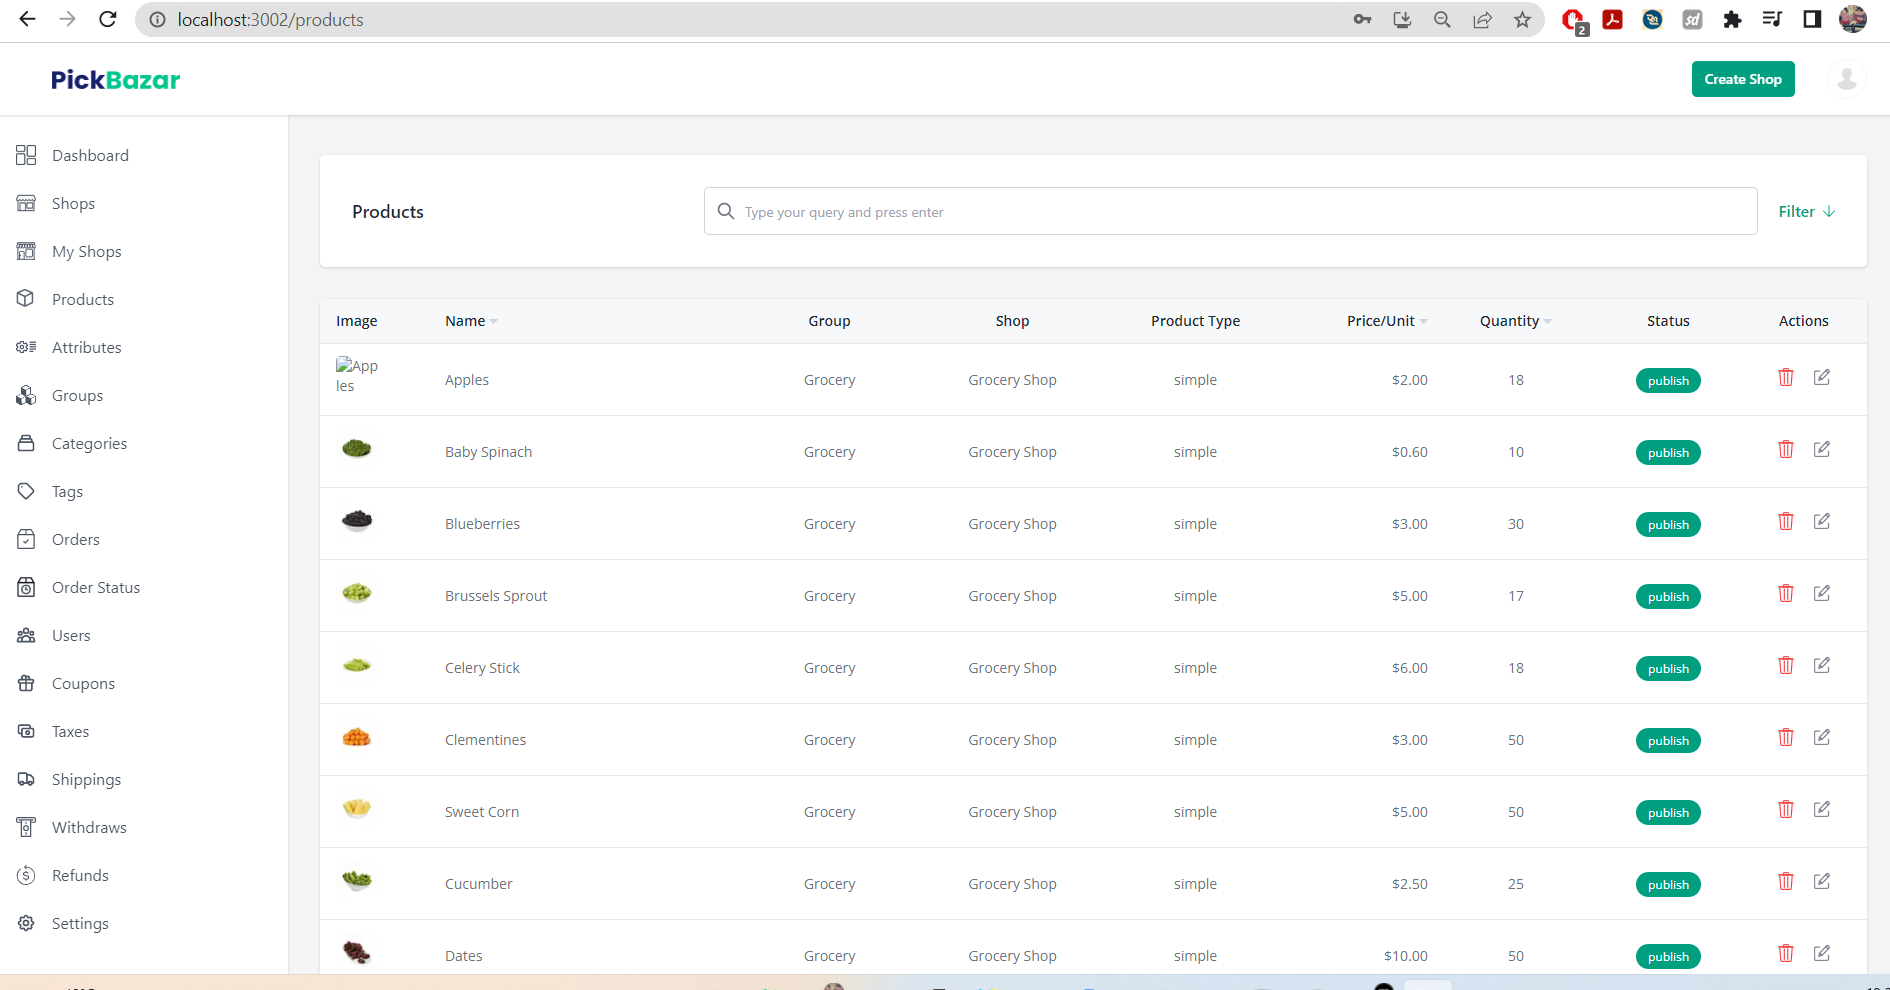 localhost:3002/products
2
sd
PickBazar
Create Shop
Dashboard
Shops
My Shops
Products
Attributes
Groups
Categories
Tags
Orders
Order Status
Users
Coupons
Taxes
Shippings
Withdraws
Refunds
Settings
Products
Type your query and press enter
Filter
Image Name Group Shop Product Type Price/Unit Quantity Status Actions
App
les
Apples Grocery Grocery Shop simple $2.00 18 publish
Baby Spinach Grocery Grocery Shop simple $0.60 10 publish
Blueberries Grocery Grocery Shop simple $3.00 30 publish
Brussels Sprout Grocery Grocery Shop simple $5.00 17 publish
Celery Stick Grocery Grocery Shop simple $6.00 18 publish
Clementines Grocery Grocery Shop simple $3.00 50 publish
Sweet Corn Grocery Grocery Shop simple $5.00 50 publish
Cucumber Grocery Grocery Shop simple $2.50 25 publish
Dates Grocery Grocery Shop simple $10.00 50 publish